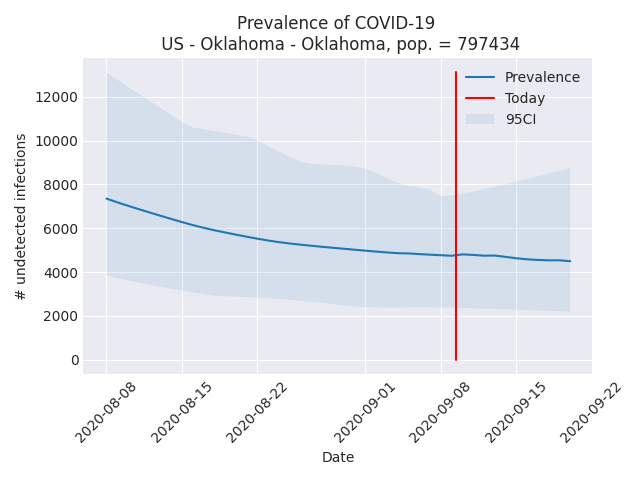 Prevalence of COVID-19
US - Oklahoma - Oklahoma, pop. = 797434
Prevalence
Today
95CI
# undetected infections
12000
10000
8000
6000
4000
2000
0
2020-08-08
2020-08-15
2020-08-22
2020-09-01
2020-09-08
2020-09-15
2020-09-22
Date